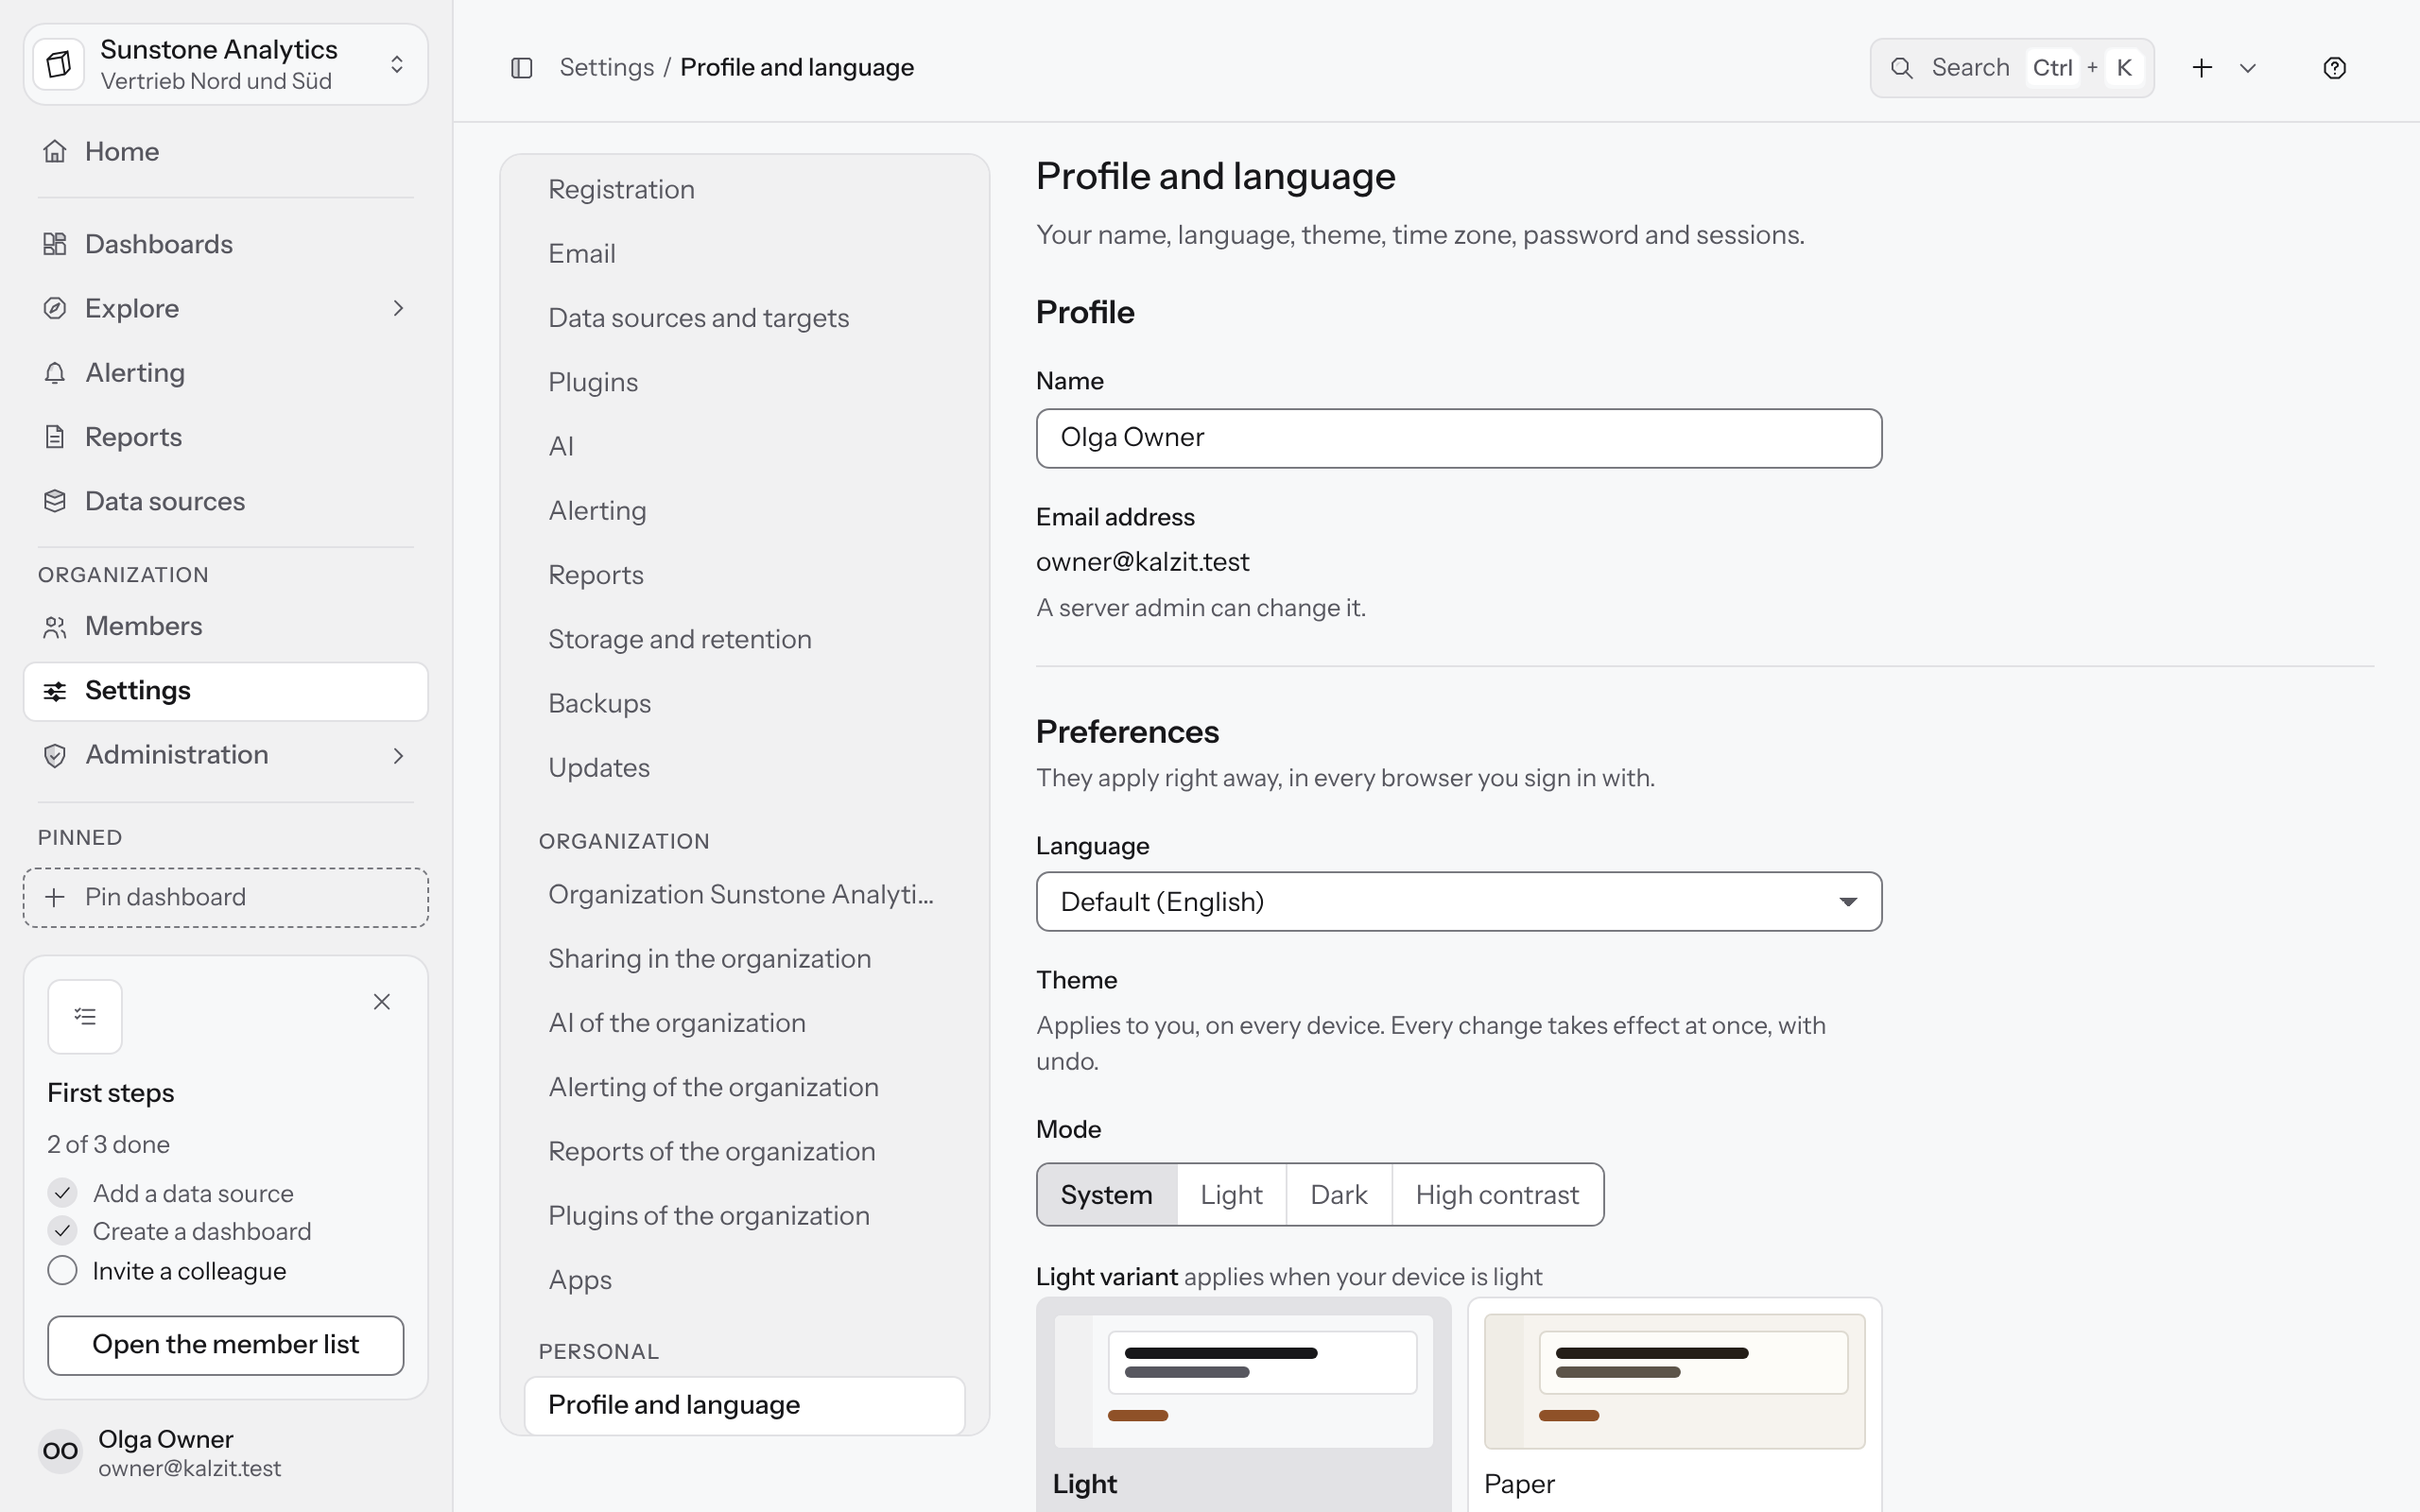 Sunstone Analytics
Vertrieb Nord und Süd
Home
Dashboards
Explore
Alerting
Reports
Data sources
ORGANIZATION
Members
Settings
Administration
PINNED
Pin dashboard
First steps
2 of 3 done
Add a data source
Create a dashboard
Invite a colleague
Open the member list
OO
Olga Owner
owner@kalzit.test
Settings / Profile and language
Search Ctrl + K
Registration
Email
Data sources and targets
Plugins
AI
Alerting
Reports
Storage and retention
Backups
Updates
ORGANIZATION
Organization Sunstone Analyti...
Sharing in the organization
AI of the organization
Alerting of the organization
Reports of the organization
Plugins of the organization
Apps
PERSONAL
Profile and language
Profile and language
Your name, language, theme, time zone, password and sessions.
Profile
Name
Olga Owner
Email address
owner@kalzit.test
A server admin can change it.
Preferences
They apply right away, in every browser you sign in with.
Language
Default (English)
Theme
Applies to you, on every device. Every change takes effect at once, with
undo.
Mode
System Light Dark High contrast
Light variant applies when your device is light
Light
Paper